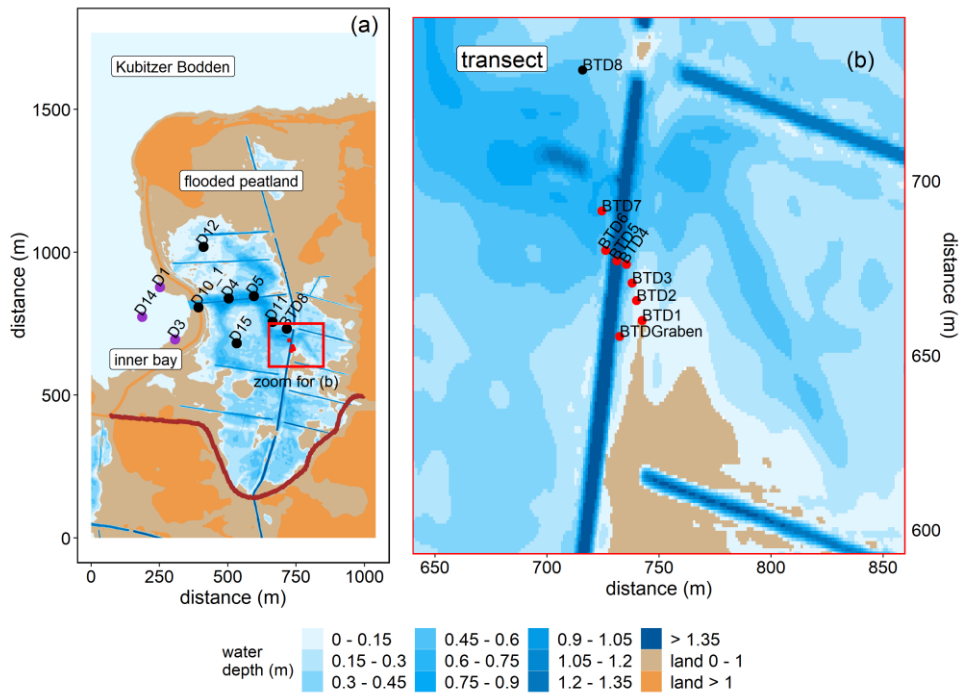 (a)
Kubitzer Bodden
flooded peatland
D12
D1
D10_1
D4
D5
D14
D3
D15
D11
BTD8
inner bay
zoom for (b)
1500
1000
500
0
distance (m)
0 250 500 750 1000
distance (m)
transect
(b)
BTD8
BTD7
BTD6
BTD5
BTD4
BTD3
BTD2
BTD1
BTDGraben
700
650
600
distance (m)
650 700 750 800 850
distance (m)
water
depth (m)
0 - 0.15
0.15 - 0.3
0.3 - 0.45
0.45 - 0.6
0.6 - 0.75
0.75 - 0.9
0.9 - 1.05
1.05 - 1.2
1.2 - 1.35
> 1.35
land 0 - 1
land > 1